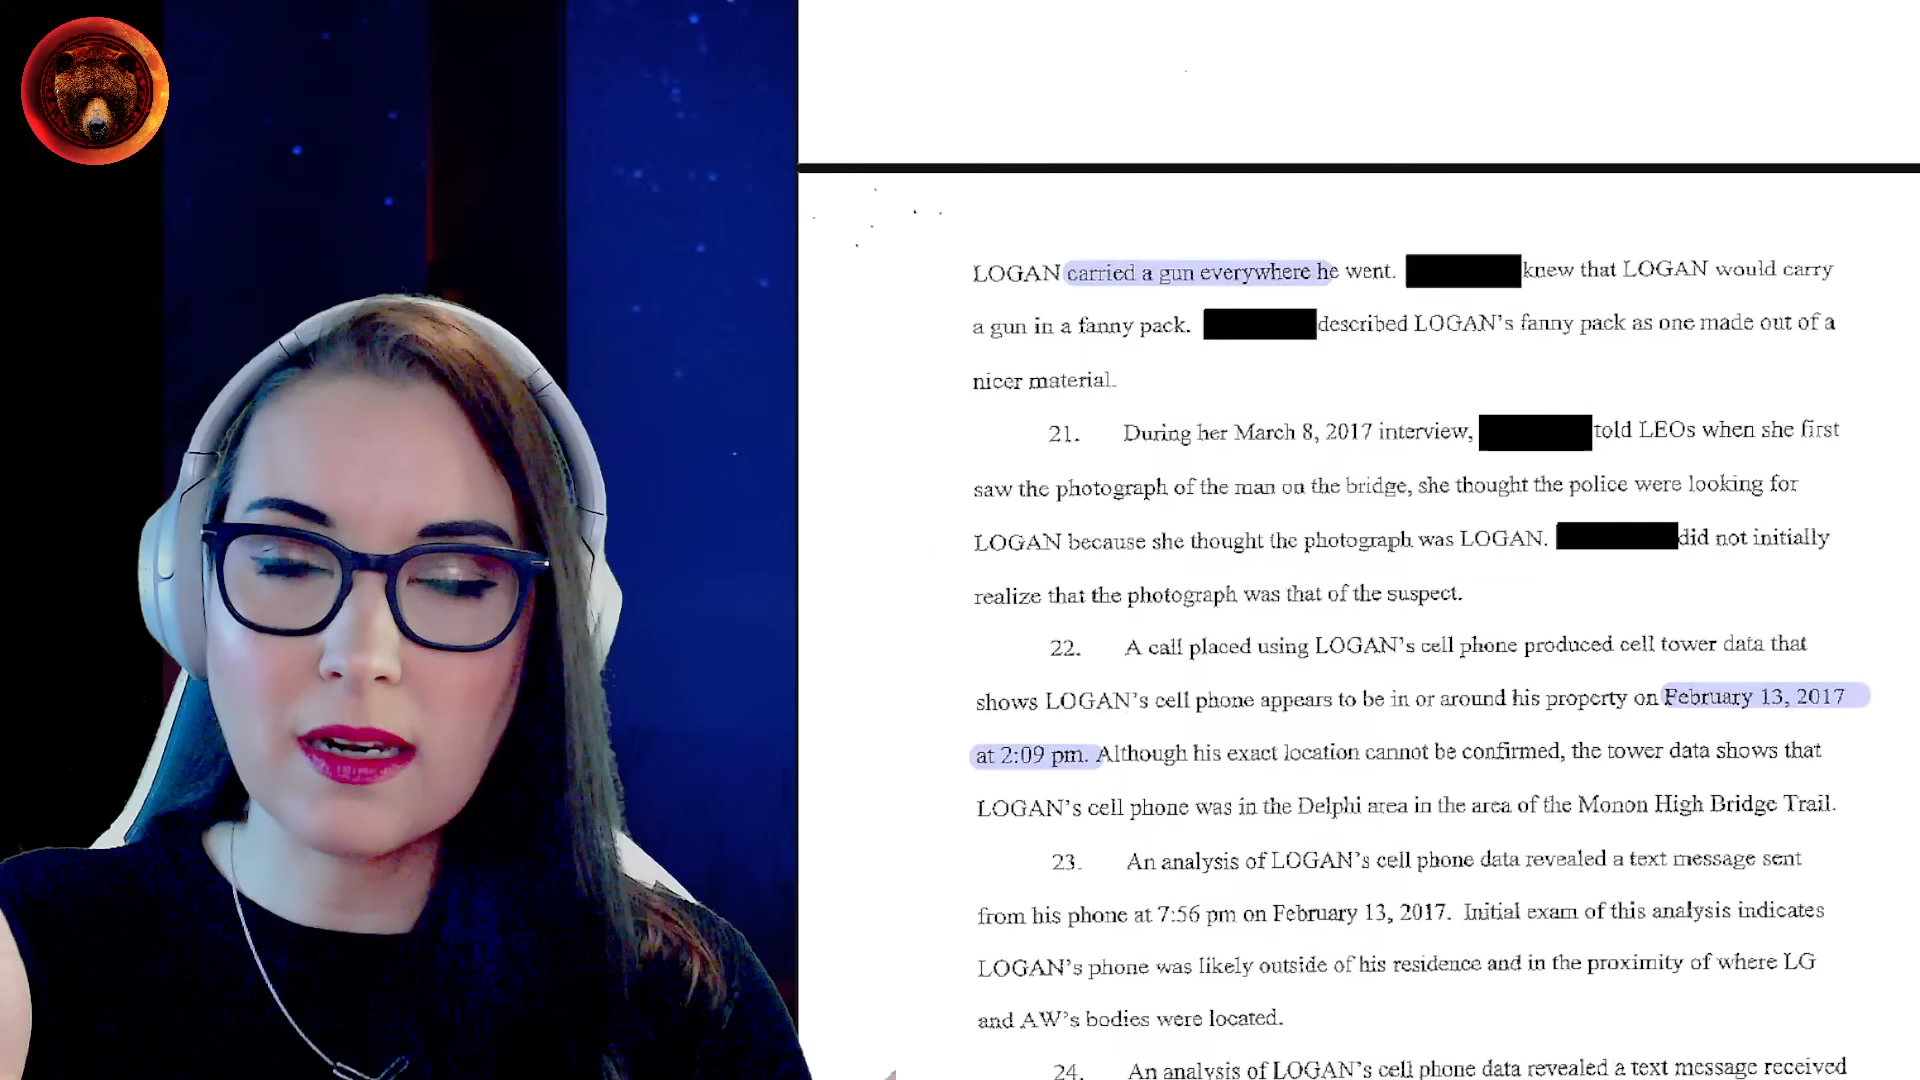 LOGAN carried a gun everywhere he went. knew that LOGAN would carry
a gun in a fanny pack. described LOGAN's fanny pack as one made out of a
nicer material.
21. During her March 8, 2017 interview, told LEOs when she first
saw the photograph of the man on the bridge, she thought the police were looking for
LOGAN because she thought the photograph was LOGAN. did not initially
realize that the photograph was that of the suspect.
22. A call placed using LOGAN's cell phone produced cell tower data that
shows LOGAN's cell phone appears to be in or around his property on February 13, 2017
at 2:09 pm. Although his exact location cannot be confirmed, the tower data shows that
LOGAN's cell phone was in the Delphi area in the area of the Monon High Bridge Trail.
23. An analysis of LOGAN's cell phone data revealed a text message sent
from his phone at 7:56 pm on February 13, 2017. Initial exam of this analysis indicates
LOGAN's phone was likely outside of his residence and in the proximity of where LG
and AW's bodies were located.
24. An analysis of LOGAN's cell phone data revealed a text message received